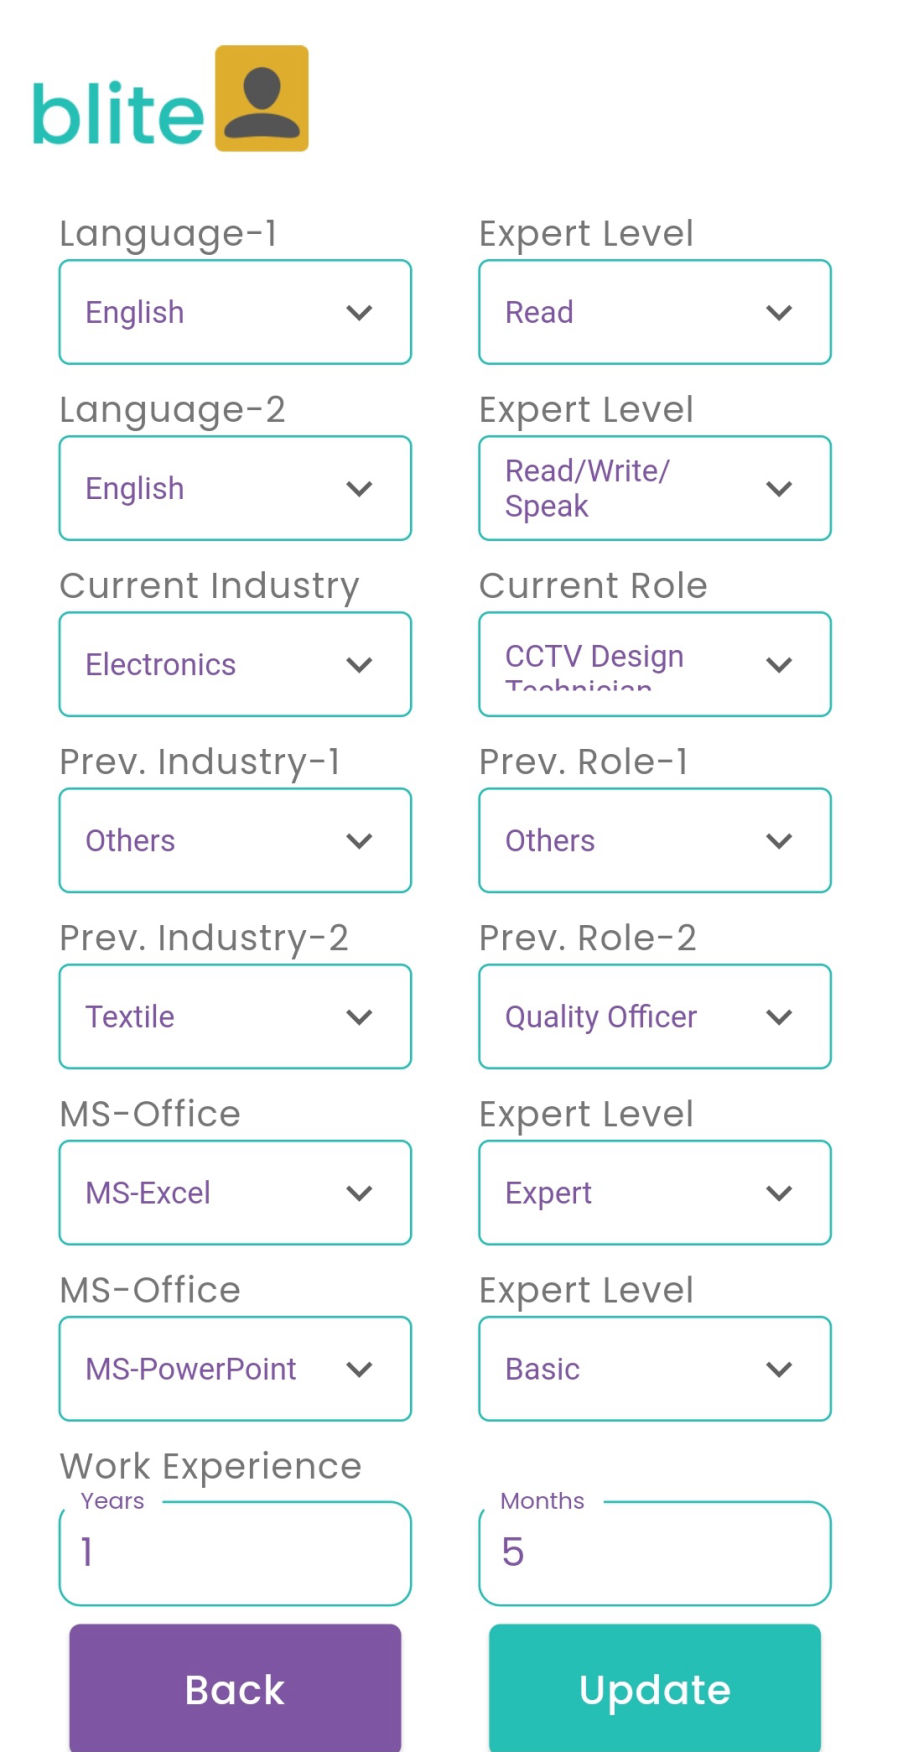 blite
Language-1 Expert Level
English Read
Language-2 Expert Level
English Read/Write/
Speak
Current Industry Current Role
Electronics CCTV Design
Technician
Prev. Industry-1 Prev. Role-1
Others Others
Prev. Industry-2 Prev. Role-2
Textile Quality Officer
MS-Office Expert Level
MS-Excel Expert
MS-Office Expert Level
MS-PowerPoint Basic
Work Experience
Years Months
1 5
Back Update